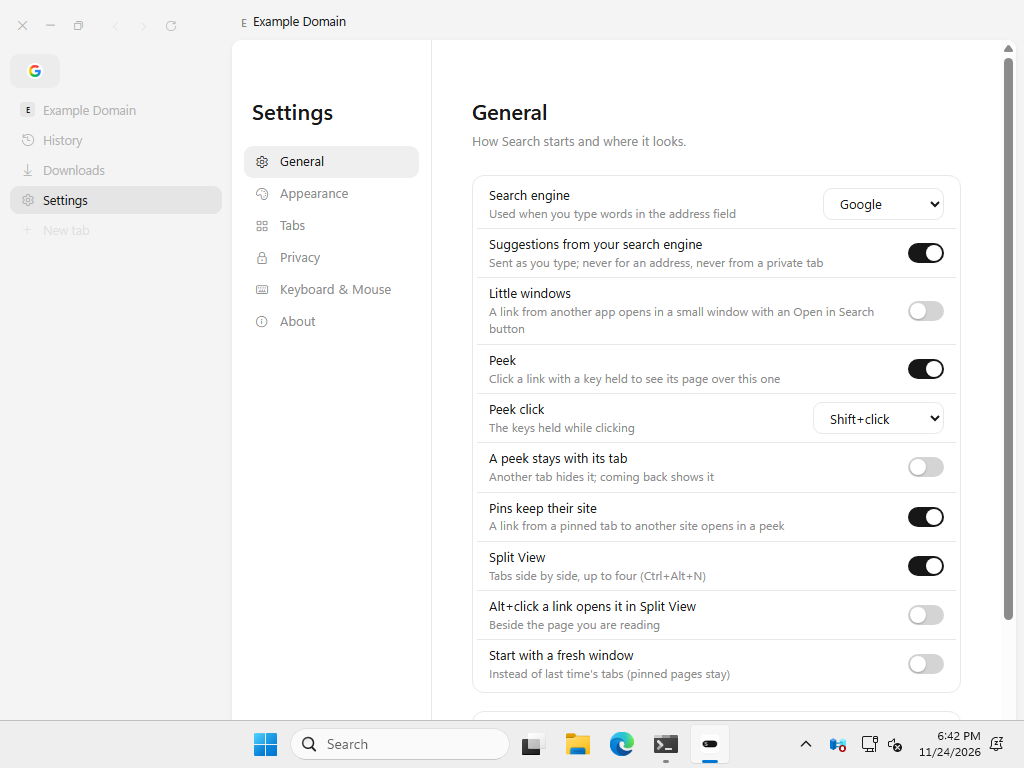 E Example Domain
E Example Domain
History
Downloads
Settings
New tab
Settings
General
Appearance
Tabs
Privacy
Keyboard & Mouse
About
General
How Search starts and where it looks.
Search engine
Used when you type words in the address field
Google
Suggestions from your search engine
Sent as you type; never for an address, never from a private tab
Little windows
A link from another app opens in a small window with an Open in Search
button
Peek
Click a link with a key held to see its page over this one
Peek click
The keys held while clicking
Shift+click
A peek stays with its tab
Another tab hides it; coming back shows it
Pins keep their site
A link from a pinned tab to another site opens in a peek
Split View
Tabs side by side, up to four (Ctrl+Alt+N)
Alt+click a link opens it in Split View
Beside the page you are reading
Start with a fresh window
Instead of last time's tabs (pinned pages stay)
Search
6:42 PM
11/24/2026